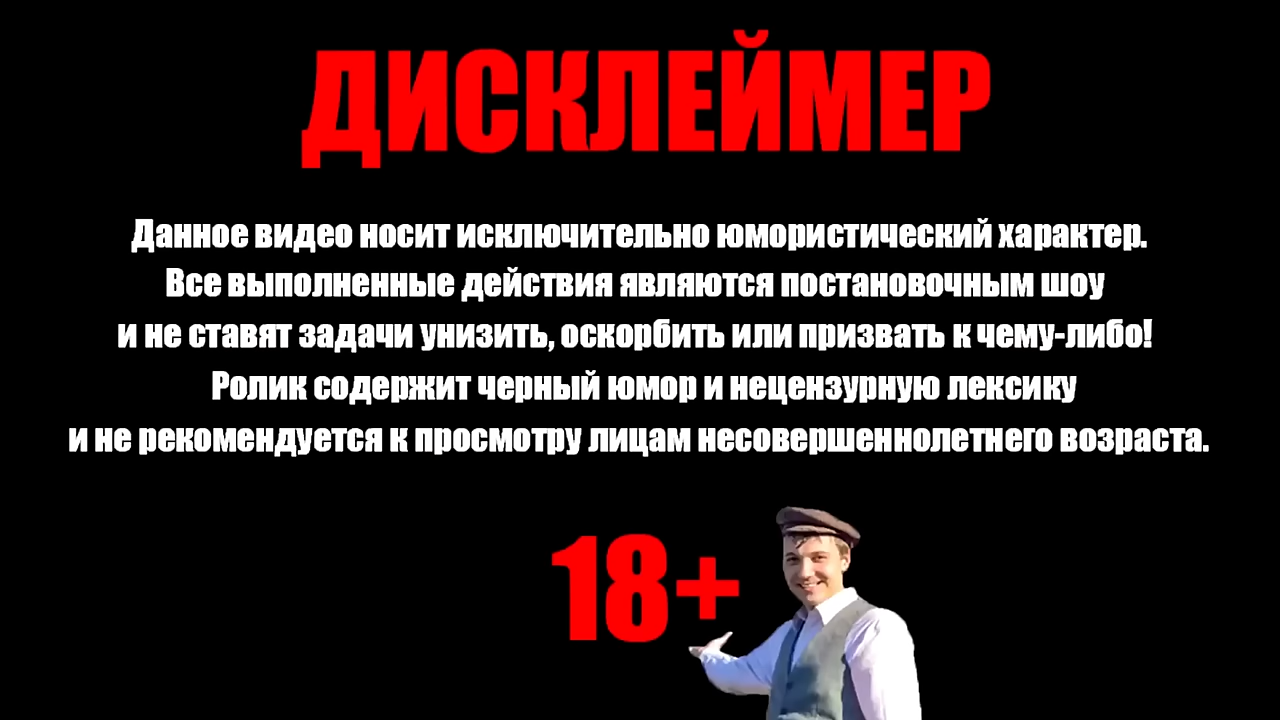 ДИСКЛЕЙМЕР
Данное видео носит исключительно юмористический характер.
Все выполненные действия являются постановочным шоу
и не ставят задачи унизить, оскорбить или призвать к чему-либо!
Ролик содержит черный юмор и нецензурную лексику
и не рекомендуется к просмотру лицам несовершеннолетнего возраста.
18+